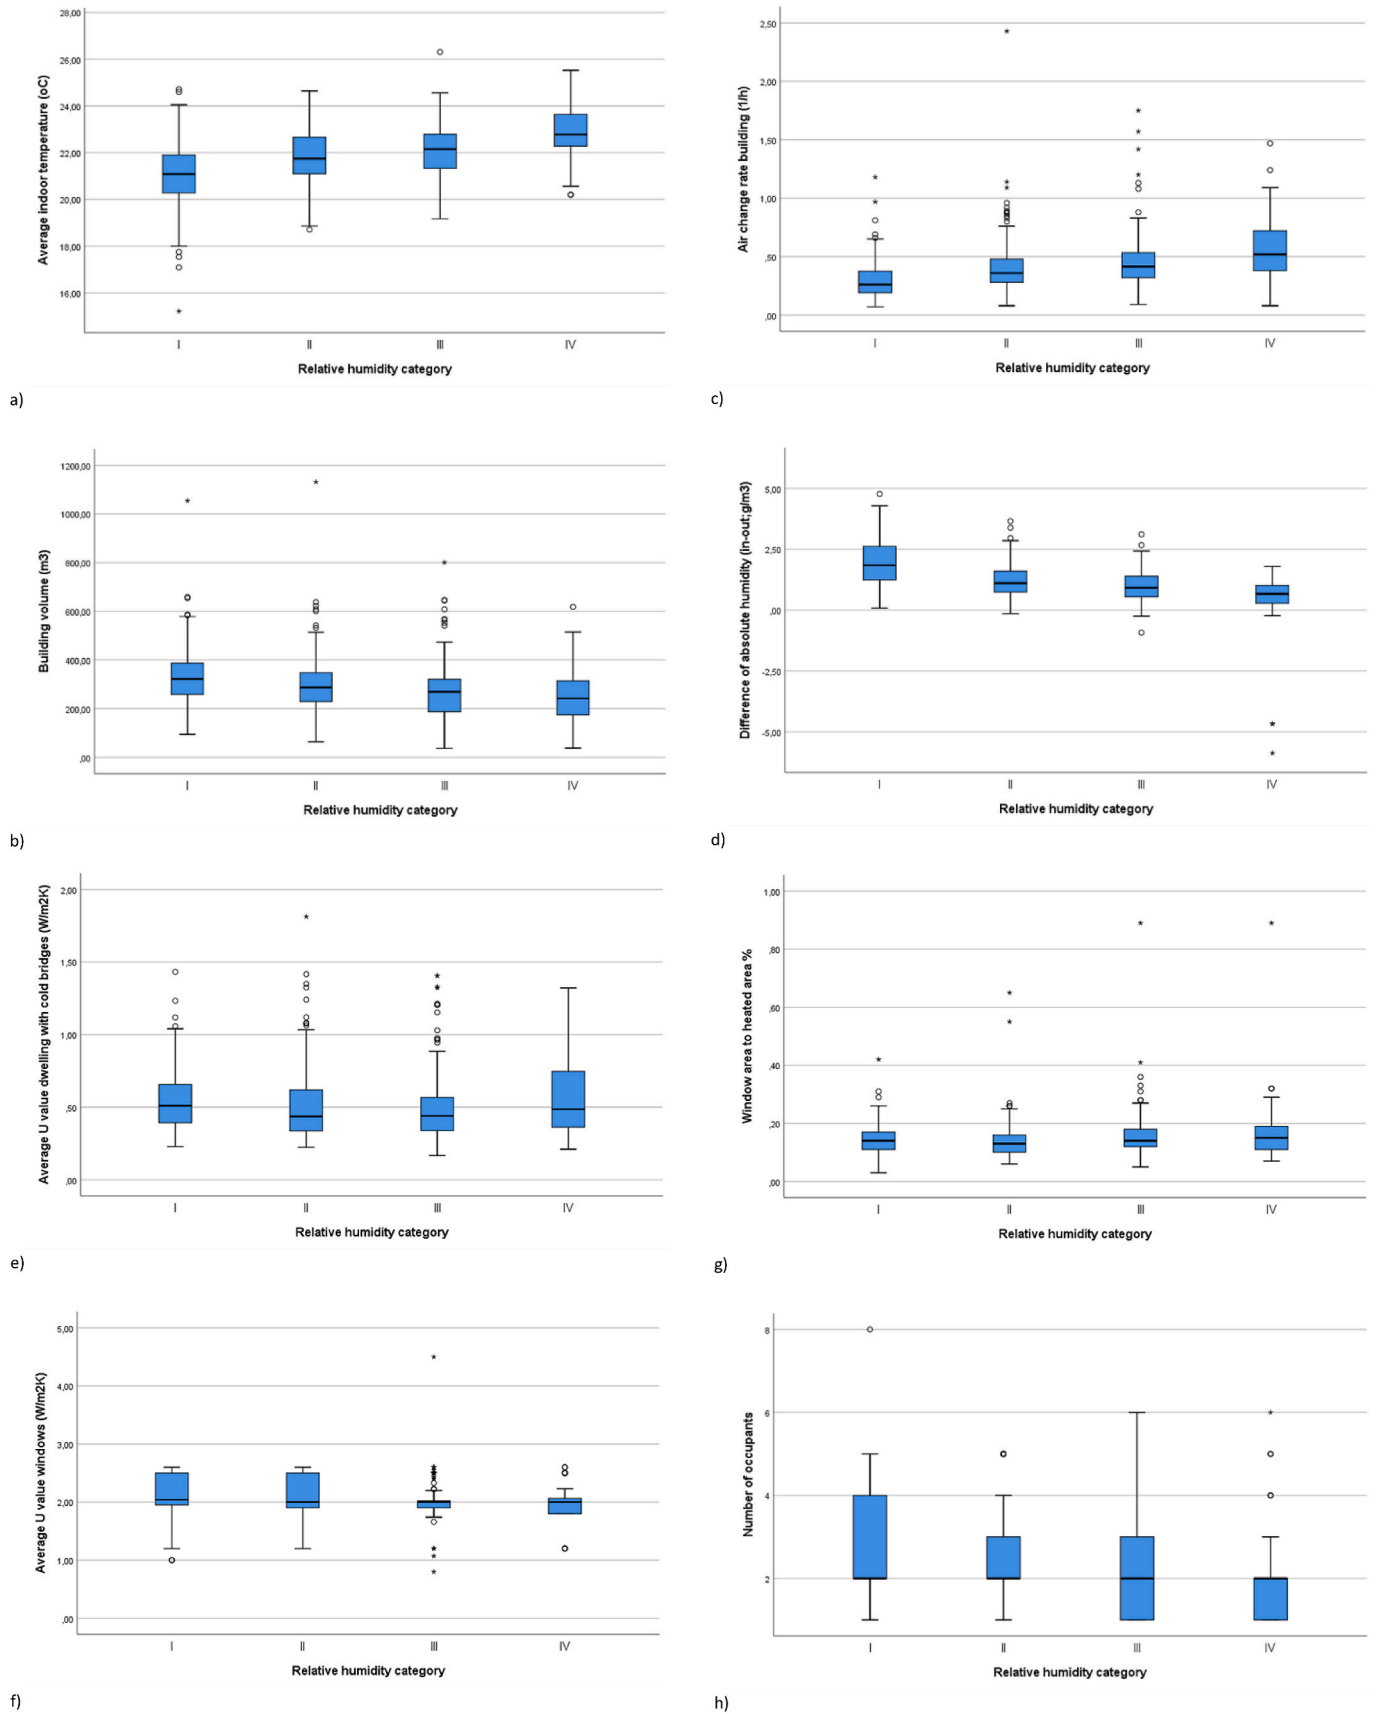 28,00
26,00
24,00
22,00
20,00
18,00
16,00
Average indoor temperature (oC)
I II III IV
Relative humidity category
a)
2,50
2,00
1,50
1,00
,50
,00
Air change rate building (1/h)
I II III IV
Relative humidity category
c)
1200,00
1000,00
800,00
600,00
400,00
200,00
,00
Building volume (m3)
I II III IV
Relative humidity category
b)
5,00
2,50
,00
-2,50
-5,00
Difference of absolute humidity (in-out;g/m3)
I II III IV
Relative humidity category
d)
2,00
1,50
1,00
,50
,00
Average U value dwelling with cold bridges (W/m2K)
I II III IV
Relative humidity category
e)
1,00
,80
,60
,40
,20
,00
Window area to heated area %
I II III IV
Relative humidity category
g)
5,00
4,00
3,00
2,00
1,00
,00
Average U value windows (W/m2K)
I II III IV
Relative humidity category
f)
8
6
4
2
Number of occupants
I II III IV
Relative humidity category
h)